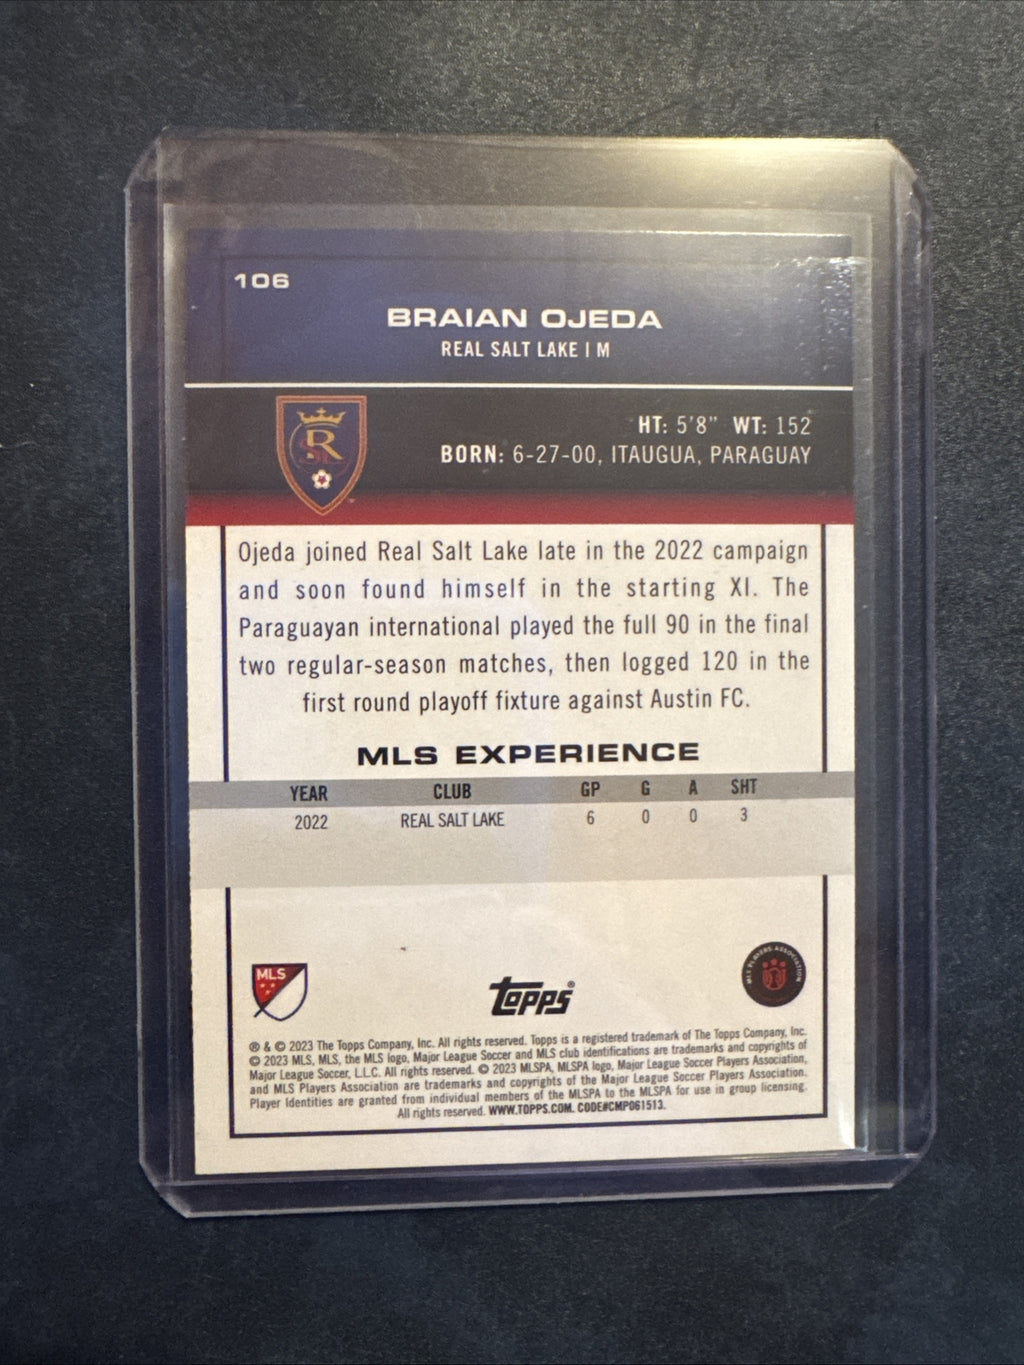 106
BRAIAN OJEDA
REAL SALT LAKE | M
RSL
HT: 5'8" WT: 152
BORN: 6-27-00, ITAUGUA, PARAGUAY
Ojeda joined Real Salt Lake late in the 2022 campaign
and soon found himself in the starting XI. The
Paraguayan international played the full 90 in the final
two regular-season matches, then logged 120 in the
first round playoff fixture against Austin FC.
MLS EXPERIENCE
YEAR CLUB GP G A SHT
2022 REAL SALT LAKE 6 0 0 3
MLS
topps®
MLS PLAYERS ASSOCIATION
® & © 2023 The Topps Company, Inc. All rights reserved. Topps is a registered trademark of The Topps Company, Inc.
© 2023 MLS, MLS, the MLS logo, Major League Soccer and MLS club identifications are trademarks and copyrights of
Major League Soccer, L.L.C. All rights reserved. © 2023 MLSPA, MLSPA logo, Major League Soccer Players Association,
and MLS Players Association are trademarks and copyrights of the Major League Soccer Players Association.
Player Identities are granted from individual members of the MLSPA to the MLSPA for use in group licensing.
All rights reserved. WWW.TOPPS.COM. CODE#CMP061513.